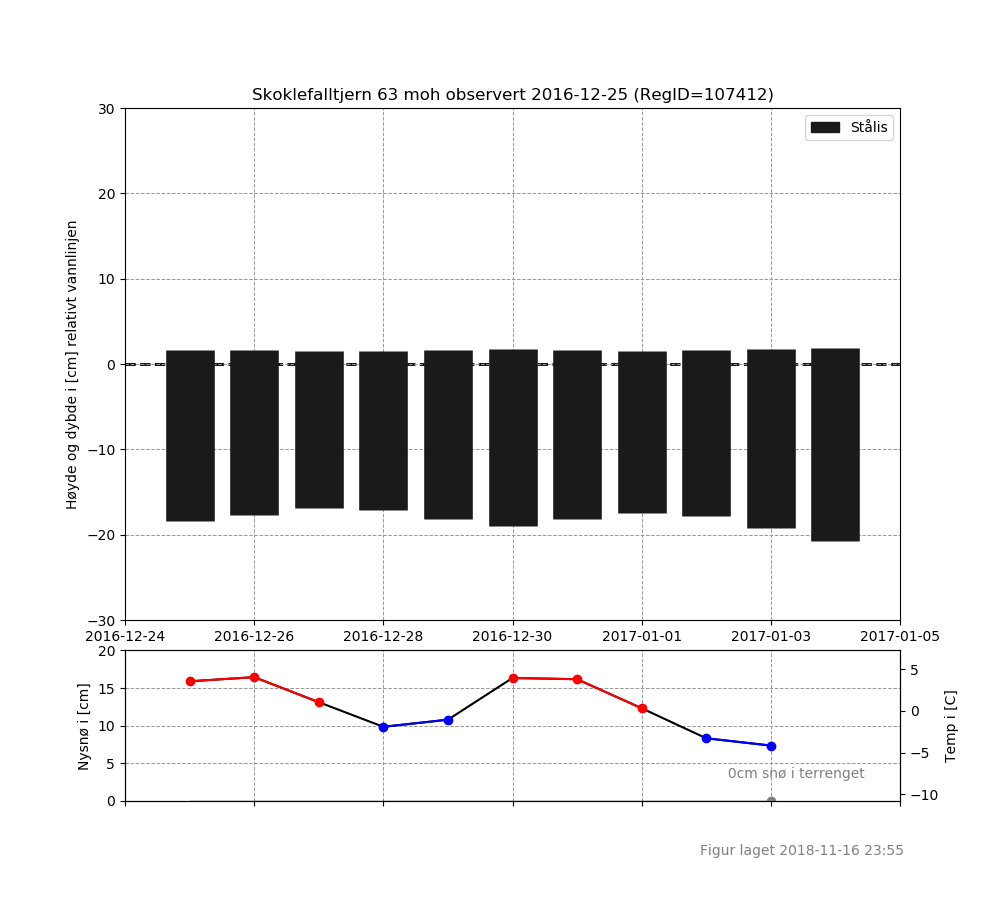 Skoklefalltjern 63 moh observert 2016-12-25 (RegID=107412)
Stålis
Høyde og dybde i [cm] relativt vannlinjen
30
20
10
0
−10
−20
−30
2016-12-24 2016-12-26 2016-12-28 2016-12-30 2017-01-01 2017-01-03 2017-01-05
Nysnø i [cm]
20
15
10
5
0
5
0
−5
−10
Temp i [C]
0cm snø i terrenget
Figur laget 2018-11-16 23:55